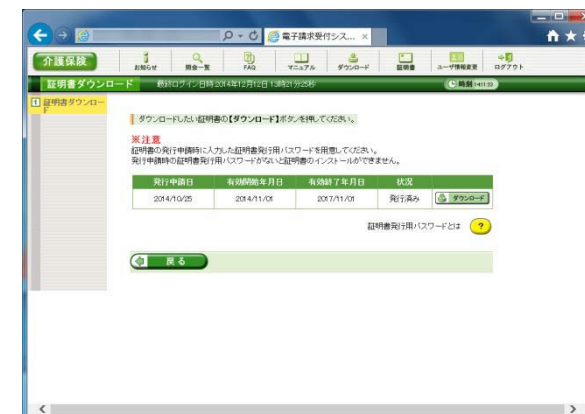 電子請求受付シス...
介護保険
お知らせ 照会一覧 FAQ マニュアル ダウンロード 証明書 ユーザ情報変更 ログアウト
証明書ダウンロード 最終ログイン日時:2014年12月12日 13時21分25秒 時刻
1 証明書ダウンロード
ダウンロードしたい証明書の【ダウンロード】ボタンを押してください。
※注意
証明書の発行申請時に入力した証明書発行用パスワードを用意してください。
発行申請時の証明書発行用パスワードがないと証明書のインストールができません。
発行申請日 有効開始年月日 有効終了年月日 状況
2014/10/25 2014/11/01 2017/11/01 発行済み ダウンロード
証明書発行用パスワードとは ?
戻る